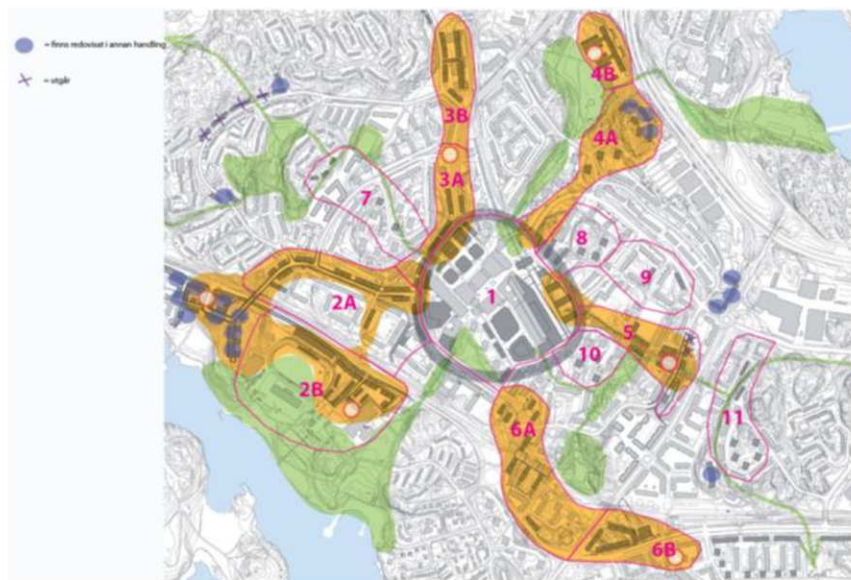 = finns redovisat i annan handling
= utgår
4B
3B
4A
3A
7
8
9
1
2A
5
10
2B
11
6A
6B